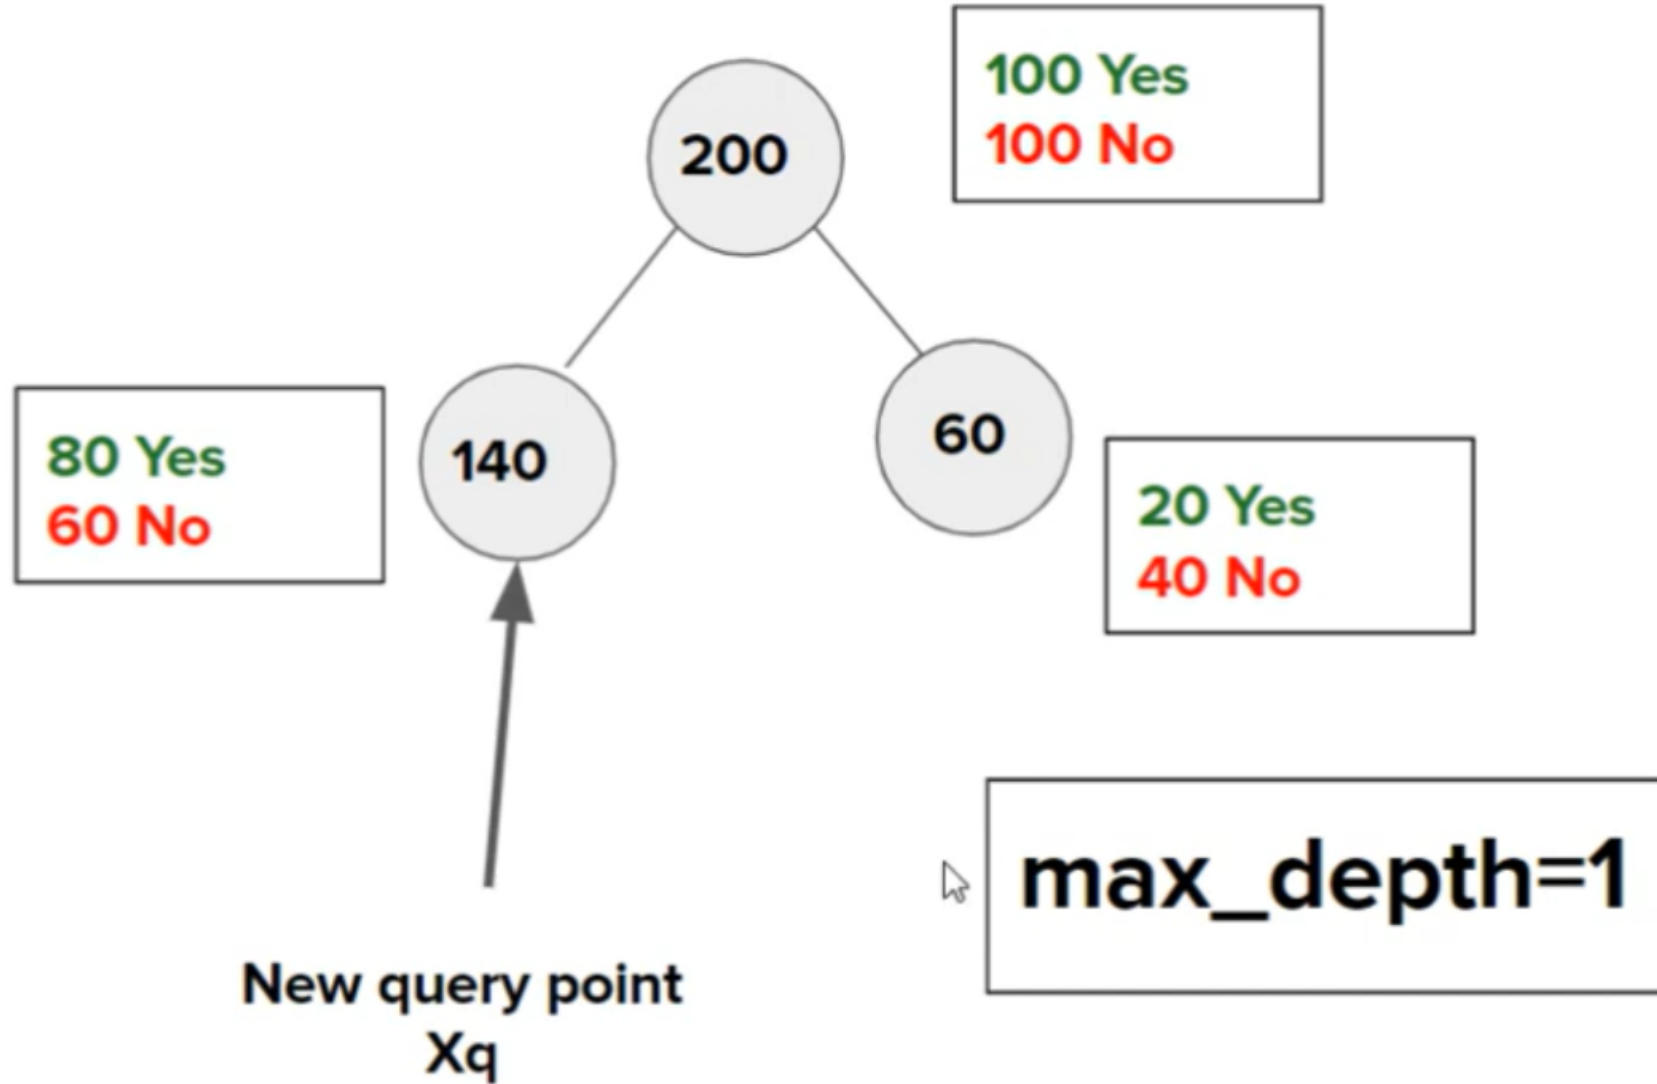 200
100 Yes
100 No
140
80 Yes
60 No
60
20 Yes
40 No
max_depth=1
New query point
Xq